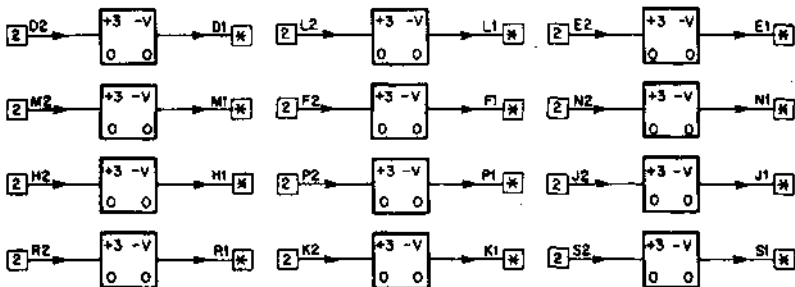 2 D2 +3 -V D1 * 2 L2 +3 -V L1 * 2 E2 +3 -V E1 *
0 0 0 0 0 0
2 M2 +3 -V M1 * 2 F2 +3 -V F1 * 2 N2 +3 -V N1 *
0 0 0 0 0 0
2 H2 +3 -V H1 * 2 P2 +3 -V P1 * 2 J2 +3 -V J1 *
0 0 0 0 0 0
2 R2 +3 -V R1 * 2 K2 +3 -V K1 * 2 S2 +3 -V S1 *
0 0 0 0 0 0